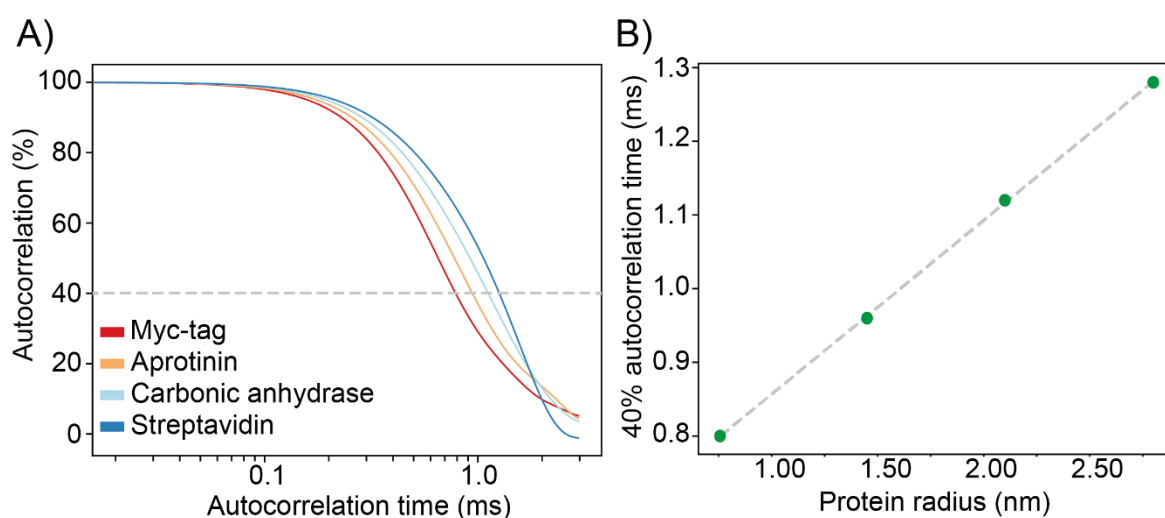 A)
Autocorrelation (%)
100
80
60
40
20
0
Myc-tag
Aprotinin
Carbonic anhydrase
Streptavidin
0.1
1.0
Autocorrelation time (ms)
B)
40% autocorrelation time (ms)
1.3
1.2
1.1
1.0
0.9
0.8
1.00
1.50
2.00
2.50
Protein radius (nm)